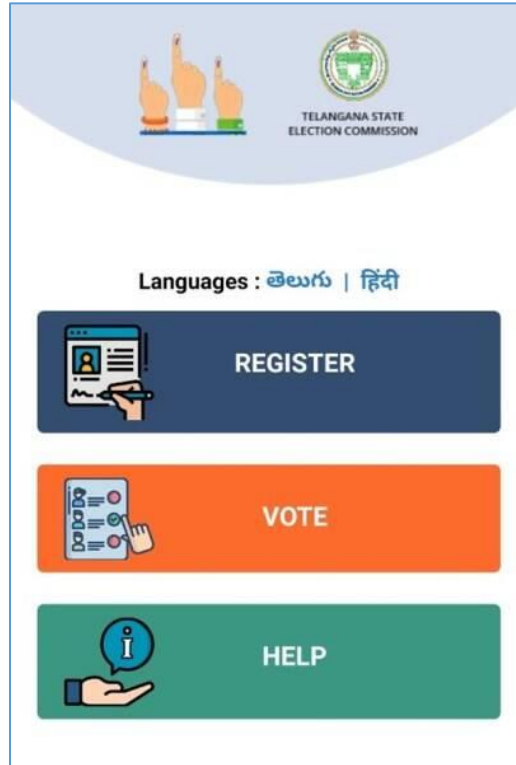 TELANGANA STATE
ELECTION COMMISSION
Languages : తెలుగు | हिंदी
REGISTER
VOTE
HELP